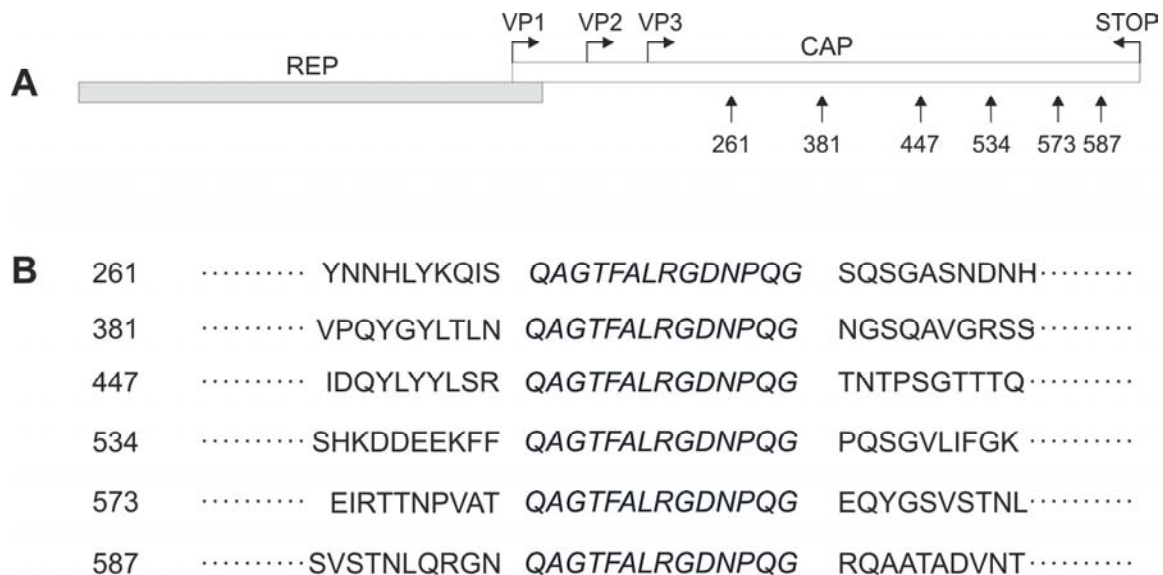 VP1 VP2 VP3 STOP
REP CAP
A
261 381 447 534 573 587
B 261 ·········· YNNHLYKQIS QAGTFALRGDNPQG SQSGASNDNH·········
381 ·········· VPQYGYLTLN QAGTFALRGDNPQG NGSQAVGRSS·········
447 ·········· IDQYLYYLSR QAGTFALRGDNPQG TNTPSGTTTQ·········
534 ·········· SHKDDEEKFF QAGTFALRGDNPQG PQSGVLIFGK·········
573 ·········· EIRTTNPVAT QAGTFALRGDNPQG EQYGSVSTNL·········
587 ··········SVSTNLQRGN QAGTFALRGDNPQG RQAATADVNT·········